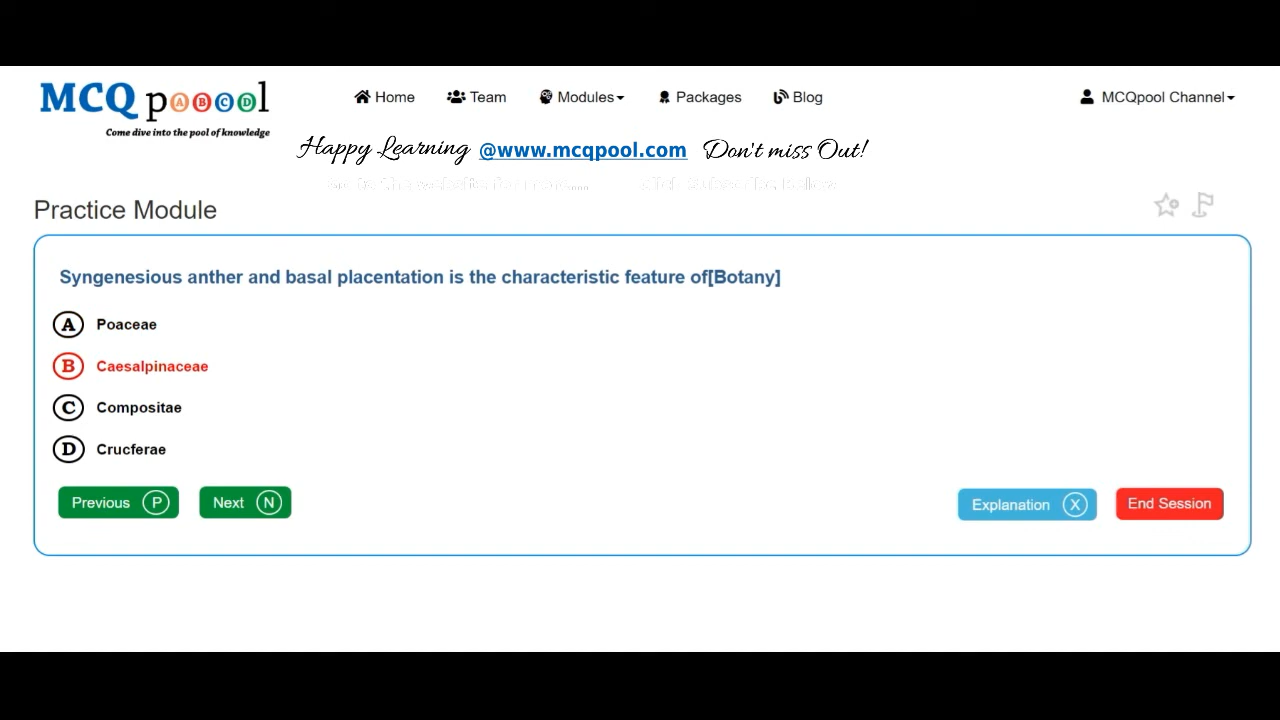 MCQ pooool
Come dive into the pool of knowledge
Home Team Modules Packages Blog MCQpool Channel
Happy Learning @www.mcqpool.com Don't miss Out!
Practice Module
Syngenesious anther and basal placentation is the characteristic feature of[Botany]
A Poaceae
B Caesalpinaceae
C Compositae
D Crucferae
Previous P Next N Explanation X End Session